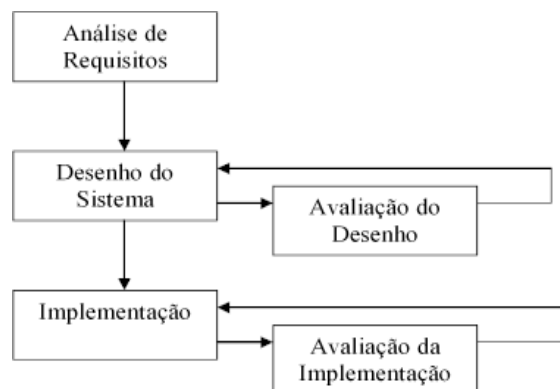 Análise de
Requisitos
Desenho do
Sistema
Avaliação do
Desenho
Implementação
Avaliação da
Implementação